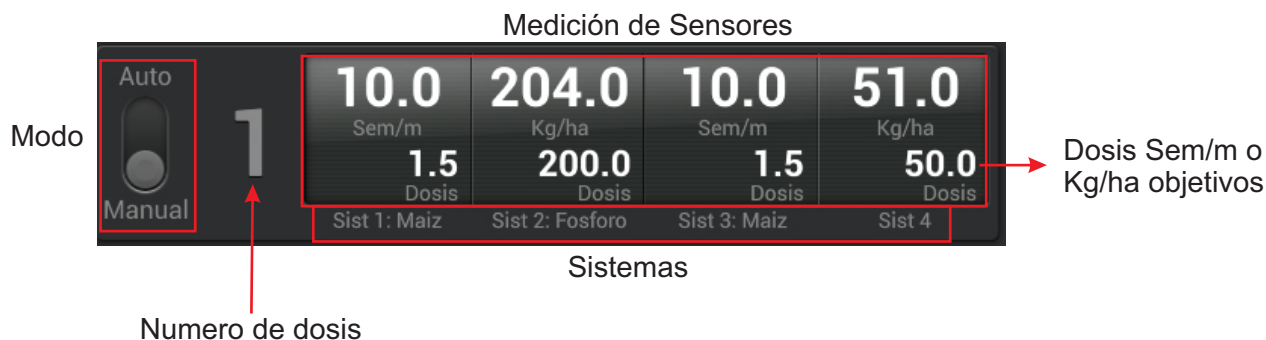 Medición de Sensores
Auto
Manual
Modo
1
10.0 204.0 10.0 51.0
Sem/m Kg/ha Sem/m Kg/ha
1.5 200.0 1.5 50.0
Dosis Dosis Dosis Dosis
Sist 1: Maiz Sist 2: Fosforo Sist 3: Maiz Sist 4
Dosis Sem/m o
Kg/ha objetivos
Sistemas
Numero de dosis